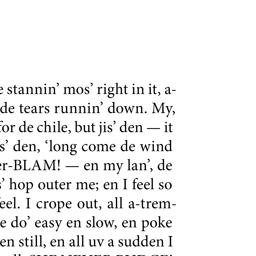 stannin’ mos’ right in it, a-
de tears runnin’ down. My,
for de chile, but jis’ den — it
den, ‘long come de wind
er-BLAM! — en my lan’, de
hop outer me; en I feel so
feel. I crope out, all a-trem-
do’ easy en slow, en poke
en still, en all uv a sudden I